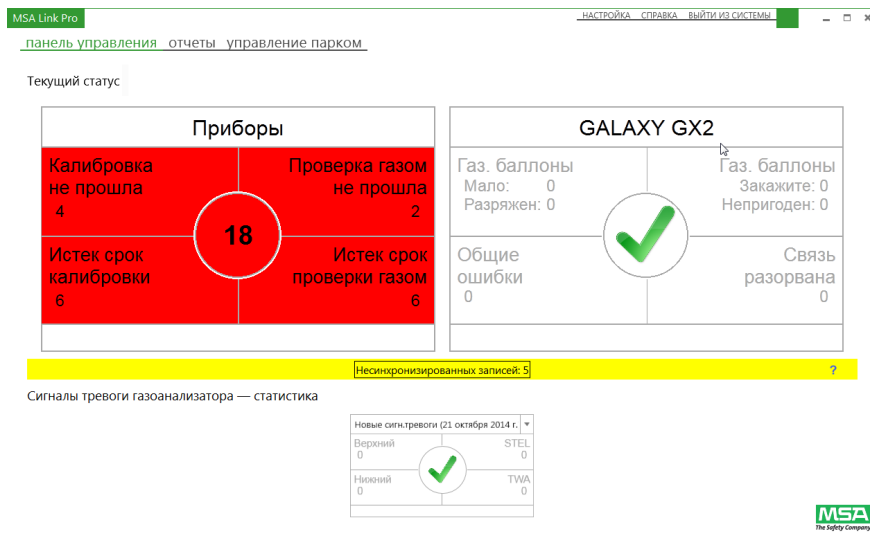 MSA Link Pro
НАСТРОЙКА СПРАВКА ВЫЙТИ ИЗ СИСТЕМЫ
панель управления отчеты управление парком
Текущий статус
Приборы
Калибровка
не прошла
4
Проверка газом
не прошла
2
18
Истек срок
калибровки
6
Истек срок
проверки газом
6
GALAXY GX2
Газ. баллоны
Мало: 0
Разряжен: 0
Газ. баллоны
Закажите: 0
Непригоден: 0
Общие
ошибки
0
Связь
разорвана
0
Несинхронизированных записей: 5
?
Сигналы тревоги газоанализатора — статистика
Новые сигн.тревоги (21 октября 2014 г.
Верхний
0
STEL
0
Нижний
0
TWA
0
MSA
The Safety Company